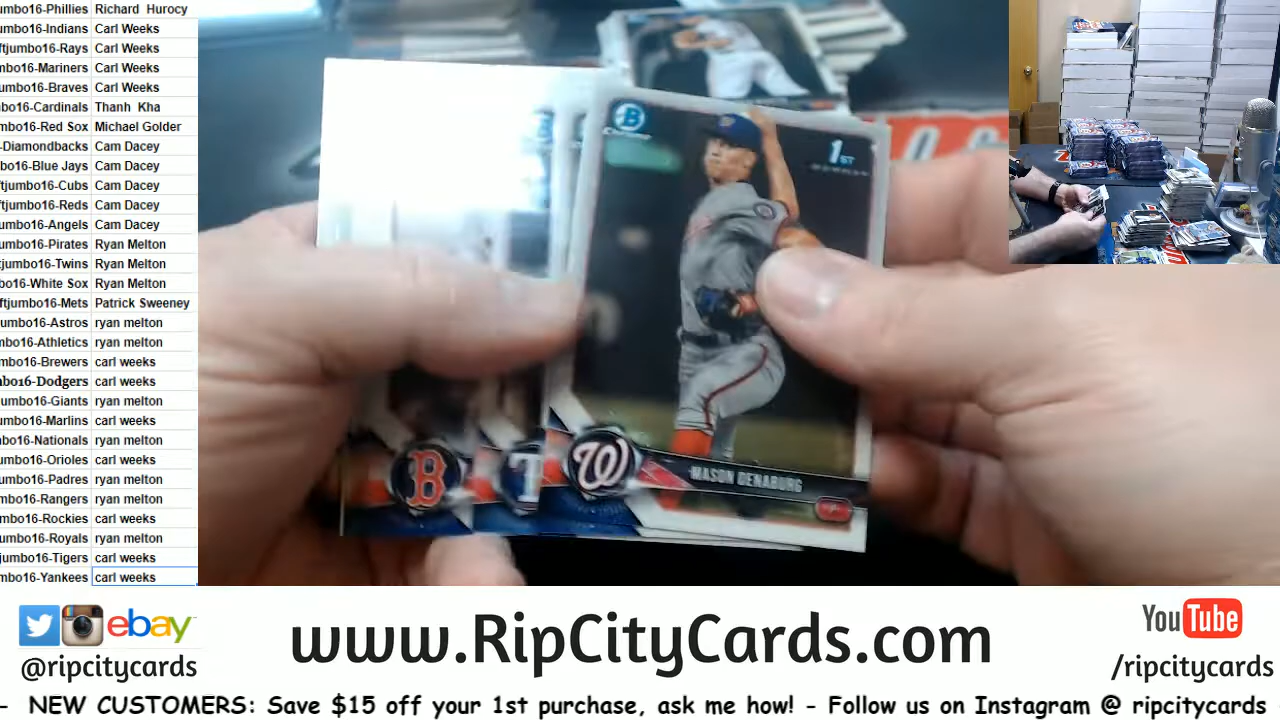 umbo16-Phillies Richard Hurocy
umbo16-Indians Carl Weeks
ftjumbo16-Rays Carl Weeks
mbo16-Mariners Carl Weeks
umbo16-Braves Carl Weeks
mbo16-Cardinals Thanh Kha
mbo16-Red Sox Michael Golder
-Diamondbacks Cam Dacey
bo16-Blue Jays Cam Dacey
ftjumbo16-Cubs Cam Dacey
ftjumbo16-Reds Cam Dacey
umbo16-Angels Cam Dacey
umbo16-Pirates Ryan Melton
tjumbo16-Twins Ryan Melton
bo16-White Sox Ryan Melton
ftjumbo16-Mets Patrick Sweeney
umbo16-Astros ryan melton
mbo16-Athletics ryan melton
mbo16-Brewers carl weeks
mbo16-Dodgers carl weeks
jumbo16-Giants ryan melton
umbo16-Marlins carl weeks
bo16-Nationals ryan melton
umbo16-Orioles carl weeks
umbo16-Padres ryan melton
mbo16-Rangers ryan melton
mbo16-Rockies carl weeks
umbo16-Royals ryan melton
jumbo16-Tigers carl weeks
mbo16-Yankees carl weeks
B
1ST
B
T
W
MASON DENABURG
P
ebay
@ripcitycards
www.RipCityCards.com
YouTube
/ripcitycards
- NEW CUSTOMERS: Save $15 off your 1st purchase, ask me how! - Follow us on Instagram @ ripcitycards